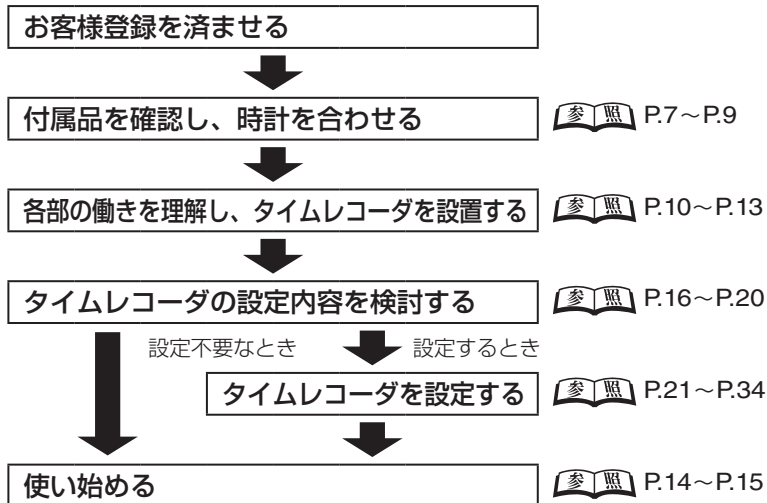 お客様登録を済ませる
付属品を確認し、時計を合わせる 参照 P.7～P.9
各部の働きを理解し、タイムレコーダを設置する 参照 P.10～P.13
タイムレコーダの設定内容を検討する 参照 P.16～P.20
設定不要なとき 設定するとき
タイムレコーダを設定する 参照 P.21～P.34
使い始める 参照 P.14～P.15